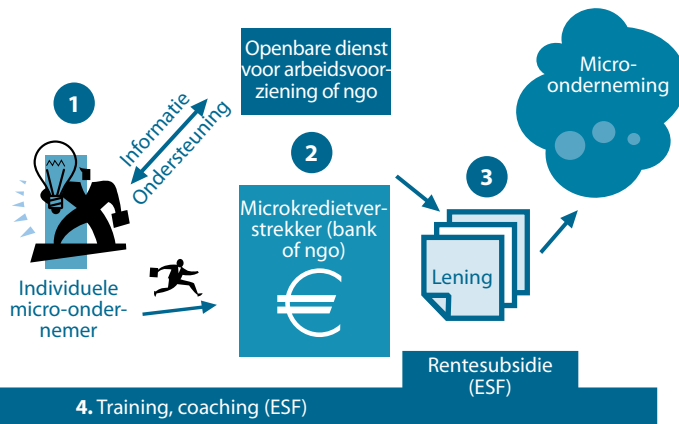 1
Informatie
Ondersteuning
Openbare dienst
voor arbeidsvoor-
ziening of ngo
Micro-
onderneming
2
3
Microkredietver-
strekker (bank
of ngo)
€
Lening
Individuele
micro-onder-
nemer
Rentesubsidie
(ESF)
4. Training, coaching (ESF)